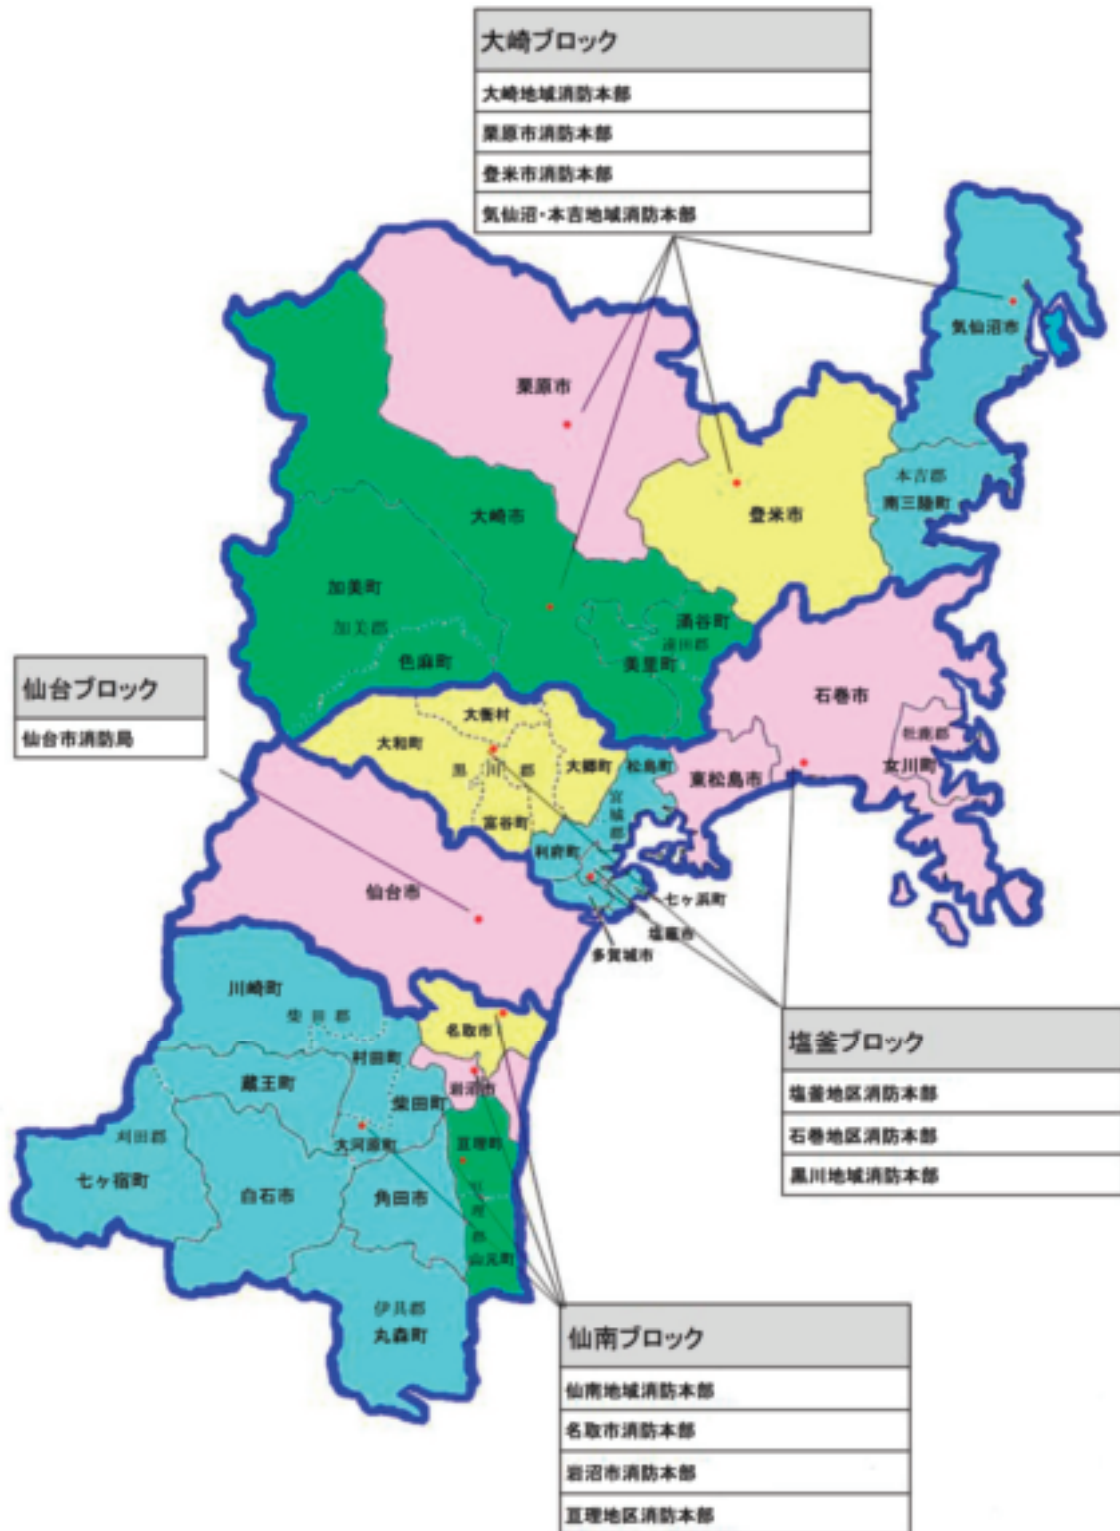 大崎ブロック
大崎地域消防本部
栗原市消防本部
登米市消防本部
気仙沼・本吉地域消防本部
気仙沼市
栗原市
本吉郡
南三陸町
登米市
大崎市
加美町
加美郡
色麻町
涌谷町
遠田郡
美里町
仙台ブロック
仙台市消防局
石巻市
牡鹿郡
女川町
東松島市
大衡村
大和町
黒川郡
大郷町
富谷町
松島町
宮城郡
利府町
七ヶ浜町
塩竈市
多賀城市
仙台市
川崎町
柴田郡
村田町
蔵王町
柴田町
名取市
岩沼市
刈田郡
七ヶ宿町
白石市
大河原町
角田市
亘理町
亘理郡
山元町
伊具郡
丸森町
塩釜ブロック
塩釜地区消防本部
石巻地区消防本部
黒川地域消防本部
仙南ブロック
仙南地域消防本部
名取市消防本部
岩沼市消防本部
亘理地区消防本部